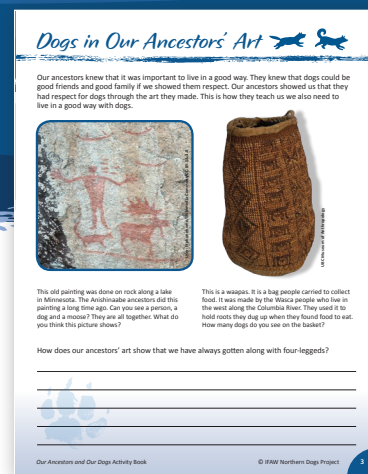 Dogs in Our Ancestors' Art
Our ancestors knew that it was important to live in a good way. They knew that dogs could be
good friends and good family if we showed them respect. Our ancestors showed us that they
had respect for dogs through the art they made. This is how they teach us we also need to
live in a good way with dogs.
UBC Museum of Anthropology
This old painting was done on rock along a lake
in Minnesota. The Anishinaabe ancestors did this
painting a long time ago. Can you see a person, a
dog and a moose? They are all together. What do
you think this picture shows?
This is a waapas. It is a bag people carried to collect
food. It was made by the Wasca people who live in
the west along the Columbia River. They used it to
hold roots they dug up when they found food to eat.
How many dogs do you see on the basket?
How does our ancestors' art show that we have always gotten along with four-leggeds?
Our Ancestors and Our Dogs Activity Book
© IFAW Northern Dogs Project
3